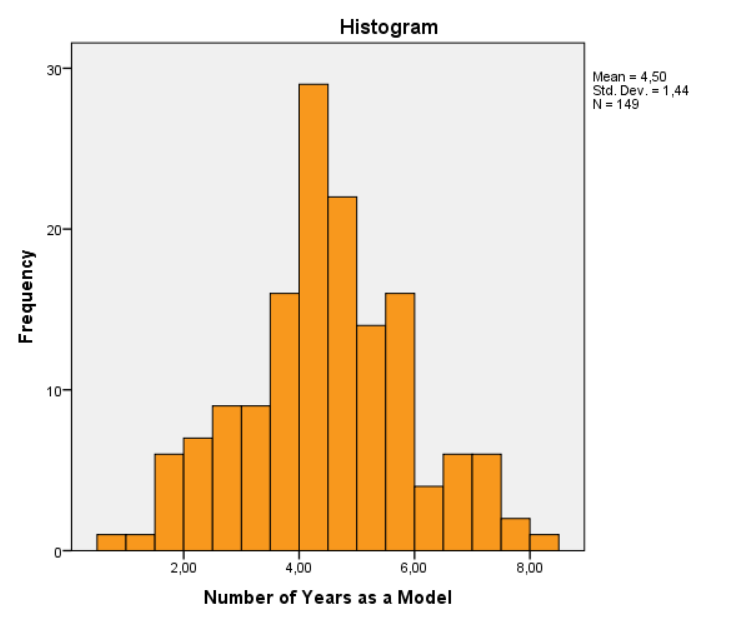 Histogram
Mean = 4,50
Std. Dev. = 1,44
N = 149
30
20
10
0
Frequency
2,00 4,00 6,00 8,00
Number of Years as a Model